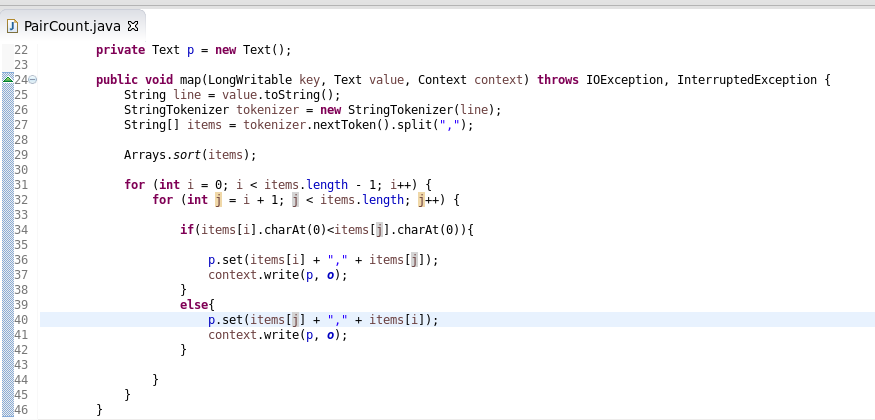 PairCount.java
22 private Text p = new Text();
23
24 public void map(LongWritable key, Text value, Context context) throws IOException, InterruptedException {
25 String line = value.toString();
26 StringTokenizer tokenizer = new StringTokenizer(line);
27 String[] items = tokenizer.nextToken().split(",");
28
29 Arrays.sort(items);
30
31 for (int i = 0; i < items.length - 1; i++) {
32 for (int j = i + 1; j < items.length; j++) {
33
34 if(items[i].charAt(0)<items[j].charAt(0)){
35
36 p.set(items[i] + "," + items[j]);
37 context.write(p, o);
38 }
39 else{
40 p.set(items[j] + "," + items[i]);
41 context.write(p, o);
42 }
43
44 }
45 }
46 }